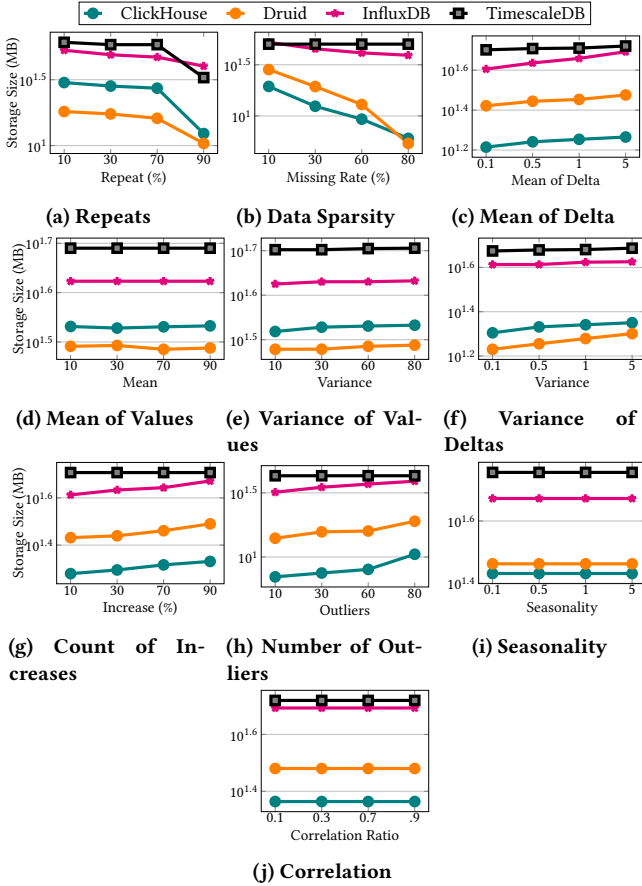 ClickHouse Druid InfluxDB TimescaleDB
Storage Size (MB)
10^1.5
10^1
10 30 70 90
Repeat (%)
10^1.5
10^1
10 30 60 80
Missing Rate (%)
10^1.6
10^1.4
10^1.2
0.1 0.5 1 5
Mean of Delta
(a) Repeats
(b) Data Sparsity
(c) Mean of Delta
Storage Size (MB)
10^1.7
10^1.6
10^1.5
10 30 70 90
Mean
10^1.7
10^1.6
10^1.5
10 30 60 80
Variance
10^1.6
10^1.2
0.1 0.5 1 5
Variance
(d) Mean of Values
(e) Variance of Val-
ues
(f) Variance of
Deltas
Storage Size (MB)
10^1.6
10^1.4
10 30 70 90
Increase (%)
10^1.5
10^1
10 30 60 80
Outliers
10^1.6
10^1.4
0.1 0.5 1 5
Seasonality
(g) Count of In-
creases
(h) Number of Out-
liers
(i) Seasonality
10^1.6
10^1.4
0.1 0.3 0.7 .9
Correlation Ratio
(j) Correlation